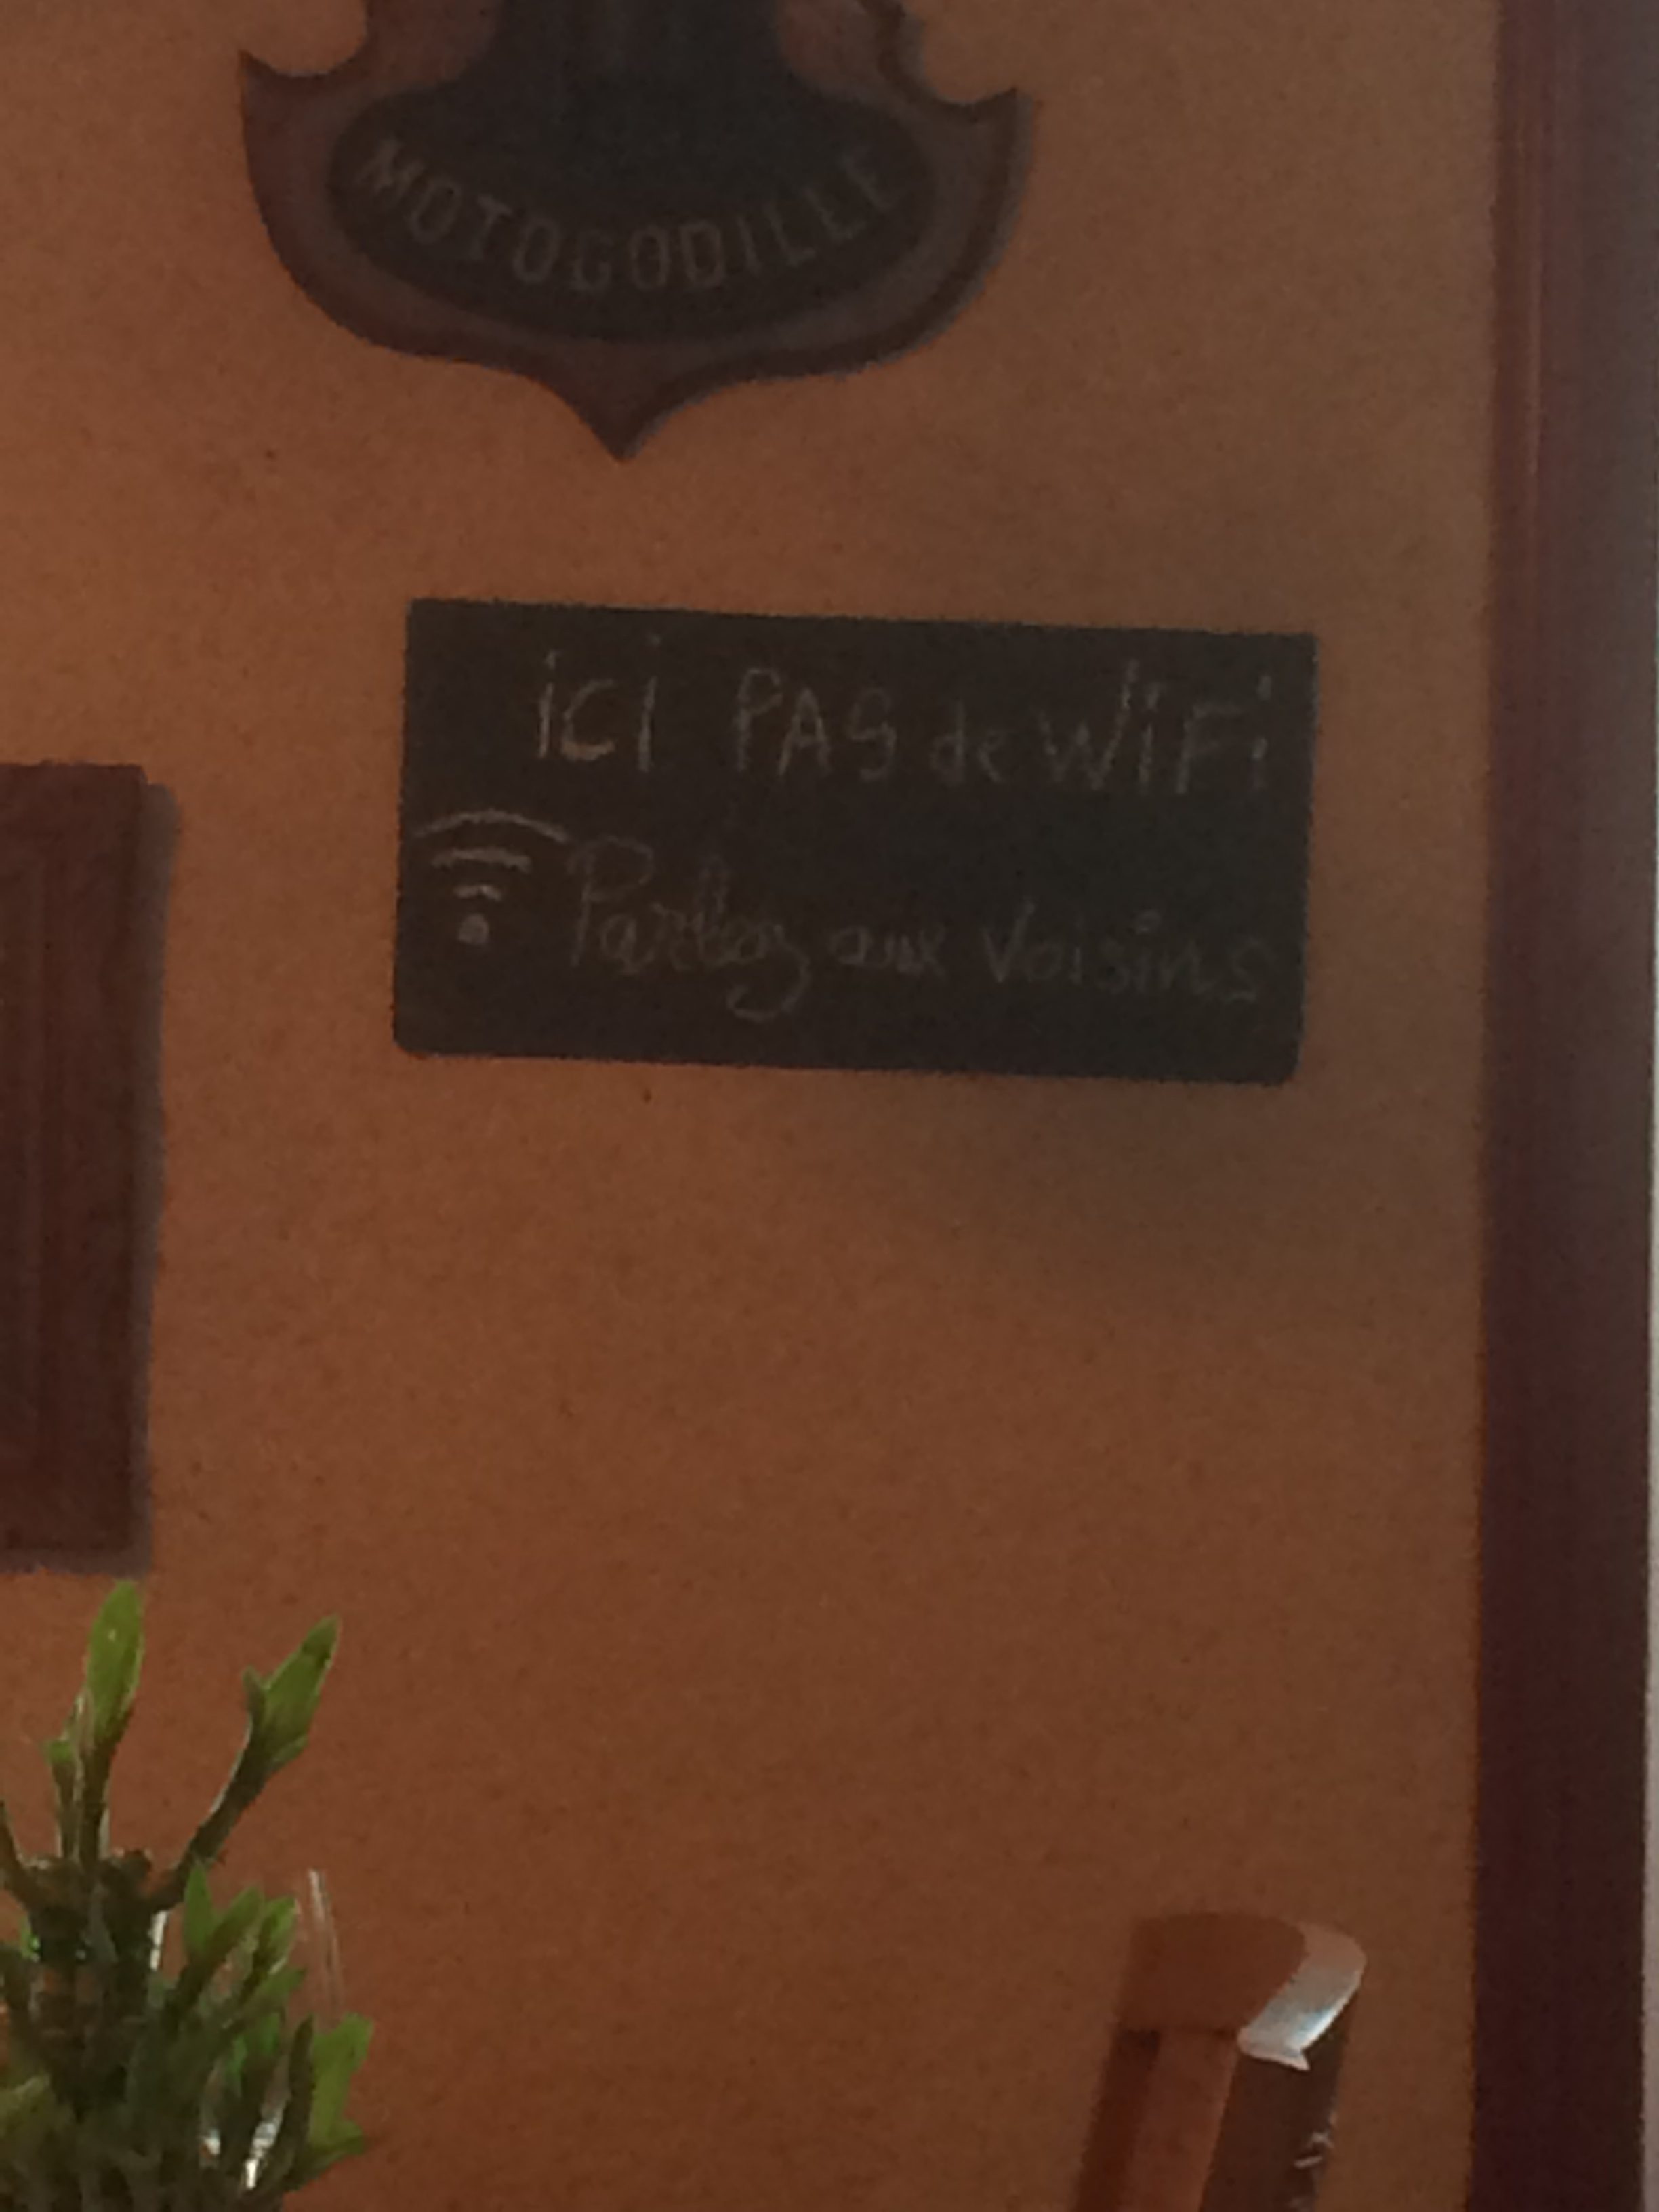 MOTOGODILLE
ici PAS de WiFi
Parlez aux Voisins